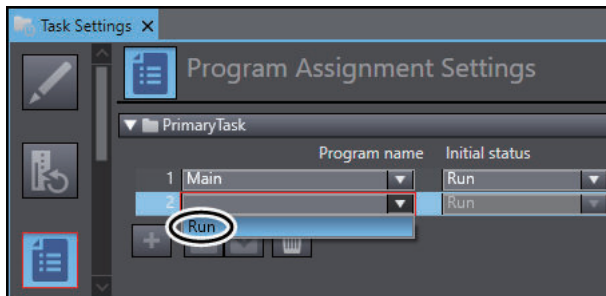 Task Settings
Program Assignment Settings
PrimaryTask
Program name Initial status
1 Main Run
2 Run
Run